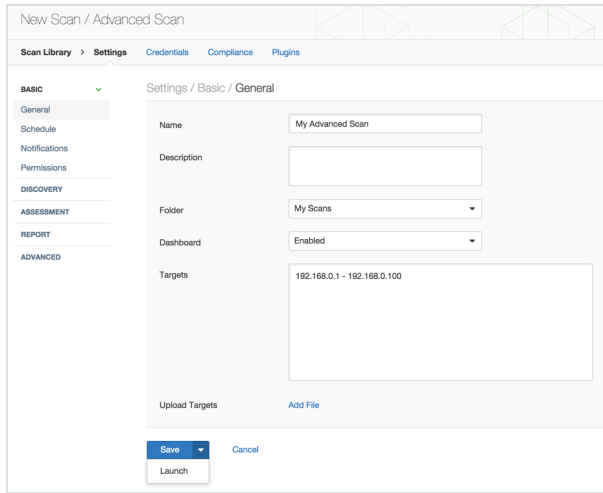 New Scan / Advanced Scan
Scan Library > Settings Credentials Compliance Plugins
BASIC
General
Schedule
Notifications
Permissions
DISCOVERY
ASSESSMENT
REPORT
ADVANCED
Settings / Basic / General
Name My Advanced Scan
Description
Folder My Scans
Dashboard Enabled
Targets 192.168.0.1 - 192.168.0.100
Upload Targets Add File
Save Cancel
Launch